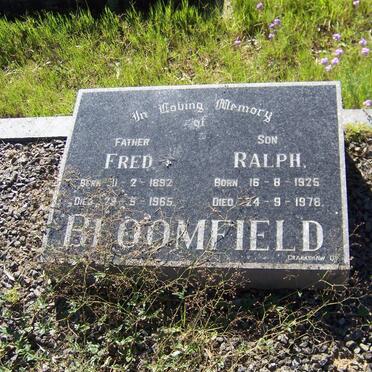 In Loving Memory
of
FATHER SON
FRED RALPH.
BORN 11-2-1892 BORN 16-8-1925
DIED -5-1965. DIED 24-9-1978.
BLOOMFIELD